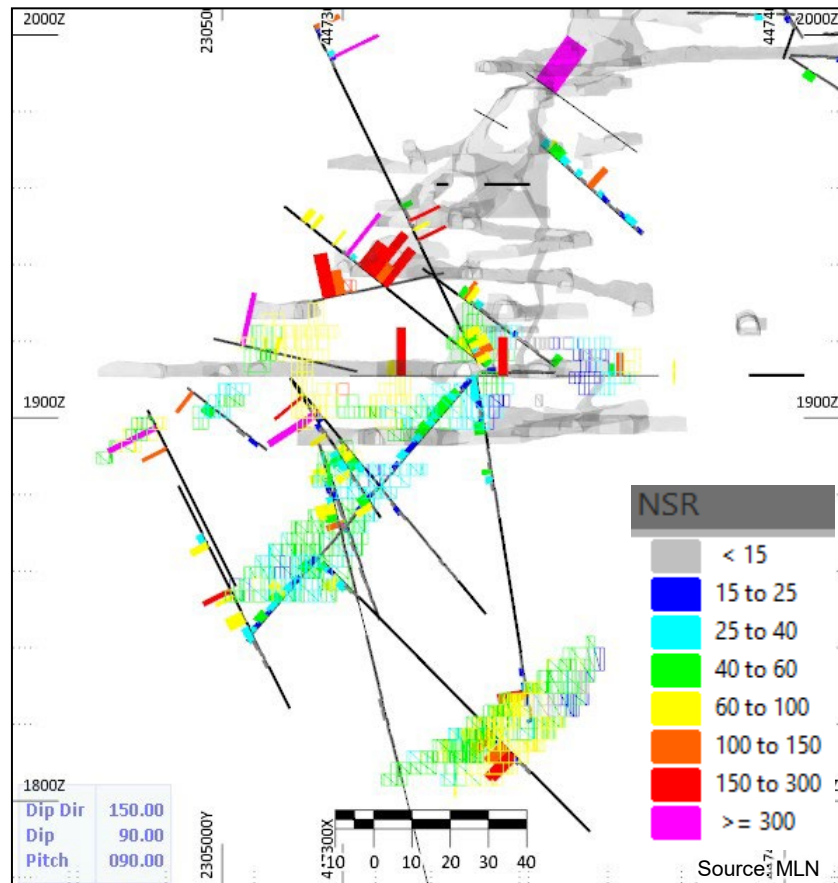 2000Z
2000Z
1900Z
1900Z
1800Z
2305000Y
NSR
< 15
15 to 25
25 to 40
40 to 60
60 to 100
100 to 150
150 to 300
>= 300
Dip Dir 150.00
Dip 90.00
Pitch 090.00
10 0 10 20 30 40
Source: MLN